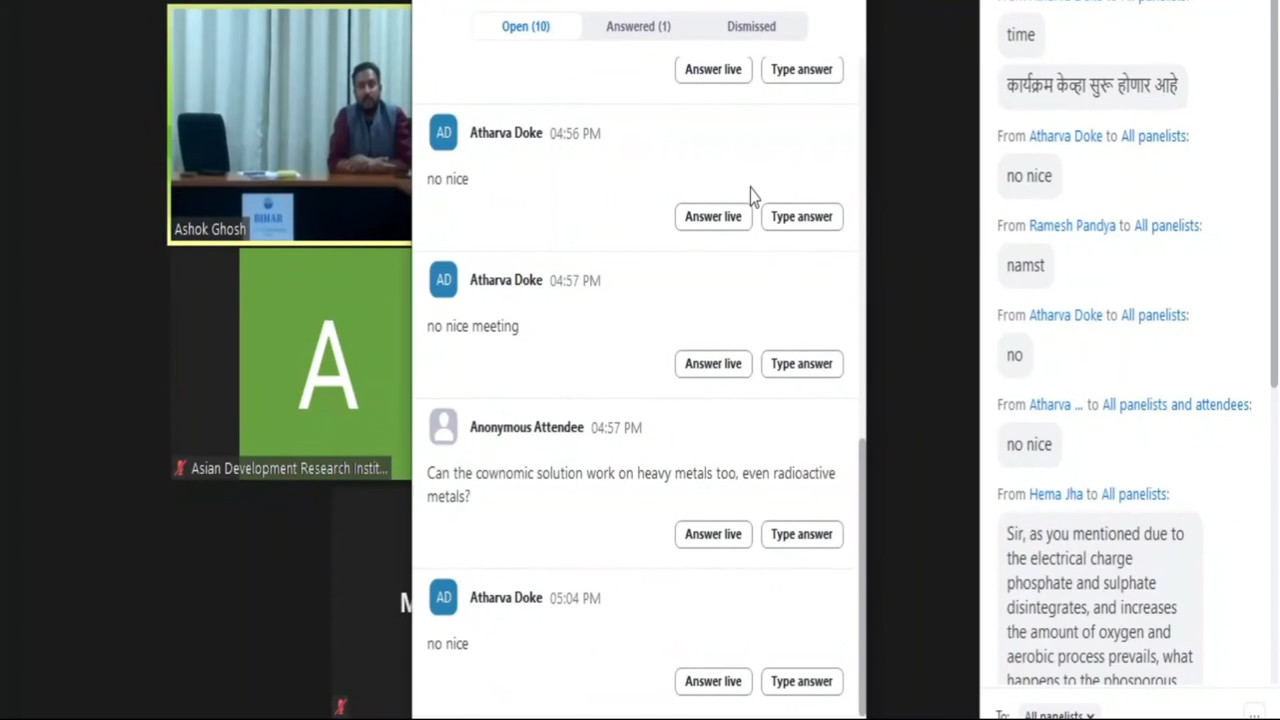 Ashok Ghosh
BIHAR
A
Asian Development Research Instit...
M
Open (10)
Answered (1)
Dismissed
Answer live
Type answer
AD
Atharva Doke 04:56 PM
no nice
Answer live
Type answer
AD
Atharva Doke 04:57 PM
no nice meeting
Answer live
Type answer
Anonymous Attendee 04:57 PM
Can the cownomic solution work on heavy metals too, even radioactive
metals?
Answer live
Type answer
AD
Atharva Doke 05:04 PM
no nice
Answer live
Type answer
time
कार्यक्रम केव्हा सुरू होणार आहे
From Atharva Doke to All panelists:
no nice
From Ramesh Pandya to All panelists:
namst
From Atharva Doke to All panelists:
no
From Atharva ... to All panelists and attendees:
no nice
From Hema Jha to All panelists:
Sir, as you mentioned due to
the electrical charge
phosphate and sulphate
disintegrates, and increases
the amount of oxygen and
aerobic process prevails, what
happens to the phosporous
To: All panelists